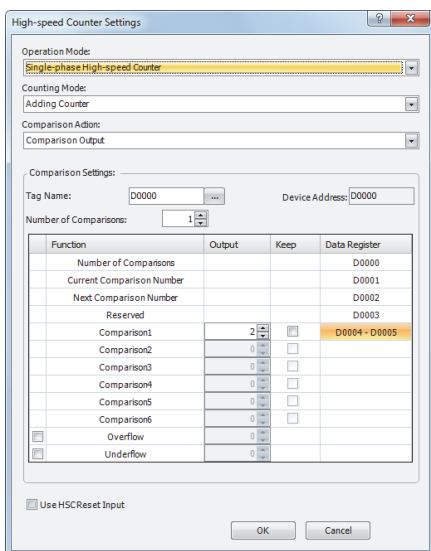 High-speed Counter Settings
Operation Mode:
Single-phase High-speed Counter
Counting Mode:
Adding Counter
Comparison Action:
Comparison Output
Comparison Settings:
Tag Name: D0000 ... Device Address: D0000
Number of Comparisons: 1
Function Output Keep Data Register
Number of Comparisons D0000
Current Comparison Number D0001
Next Comparison Number D0002
Reserved D0003
Comparison1 2 D0004 - D0005
Comparison2 0
Comparison3 0
Comparison4 0
Comparison5 0
Comparison6 0
Overflow 0
Underflow 0
Use HSCReset Input
OK Cancel